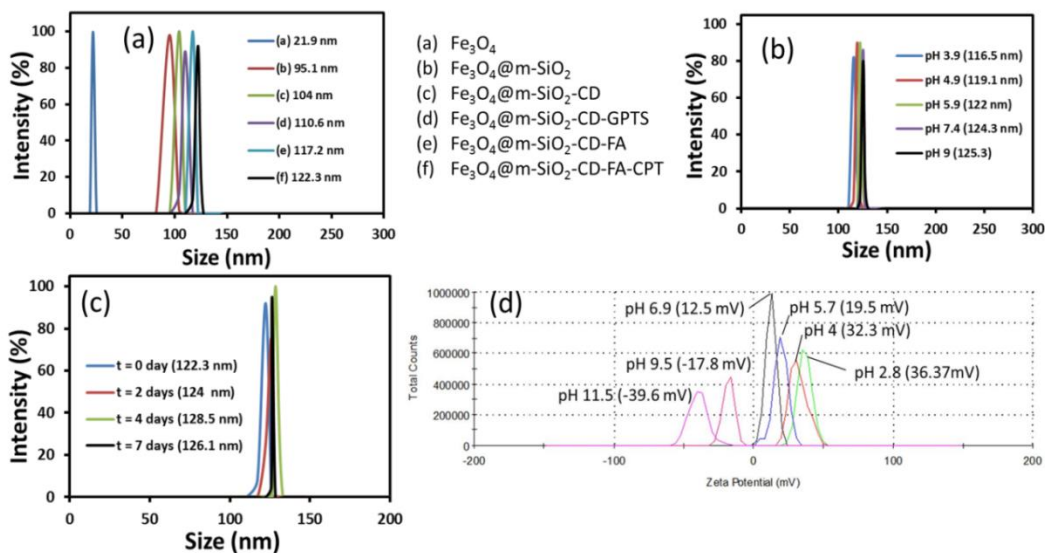 (a)
Intensity (%)
100
80
60
40
20
0
0 50 100 150 200 250 300
Size (nm)
(a) 21.9 nm
(b) 95.1 nm
(c) 104 nm
(d) 110.6 nm
(e) 117.2 nm
(f) 122.3 nm
(a) Fe₃O₄
(b) Fe₃O₄@m-SiO₂
(c) Fe₃O₄@m-SiO₂-CD
(d) Fe₃O₄@m-SiO₂-CD-GPTS
(e) Fe₃O₄@m-SiO₂-CD-FA
(f) Fe₃O₄@m-SiO₂-CD-FA-CPT
(b)
Intensity (%)
100
80
60
40
20
0
0 50 100 150 200 250 300
Size (nm)
pH 3.9 (116.5 nm)
pH 4.9 (119.1 nm)
pH 5.9 (122 nm)
pH 7.4 (124.3 nm)
pH 9 (125.3)
(c)
Intensity (%)
100
80
60
40
20
0
0 50 100 150 200
Size (nm)
t = 0 day (122.3 nm)
t = 2 days (124 nm)
t = 4 days (128.5 nm)
t = 7 days (126.1 nm)
(d)
Total Counts
1000000
800000
600000
400000
200000
0
-200 -100 0 100 200
Zeta Potential (mV)
pH 6.9 (12.5 mV)
pH 5.7 (19.5 mV)
pH 4 (32.3 mV)
pH 9.5 (-17.8 mV)
pH 2.8 (36.37mV)
pH 11.5 (-39.6 mV)